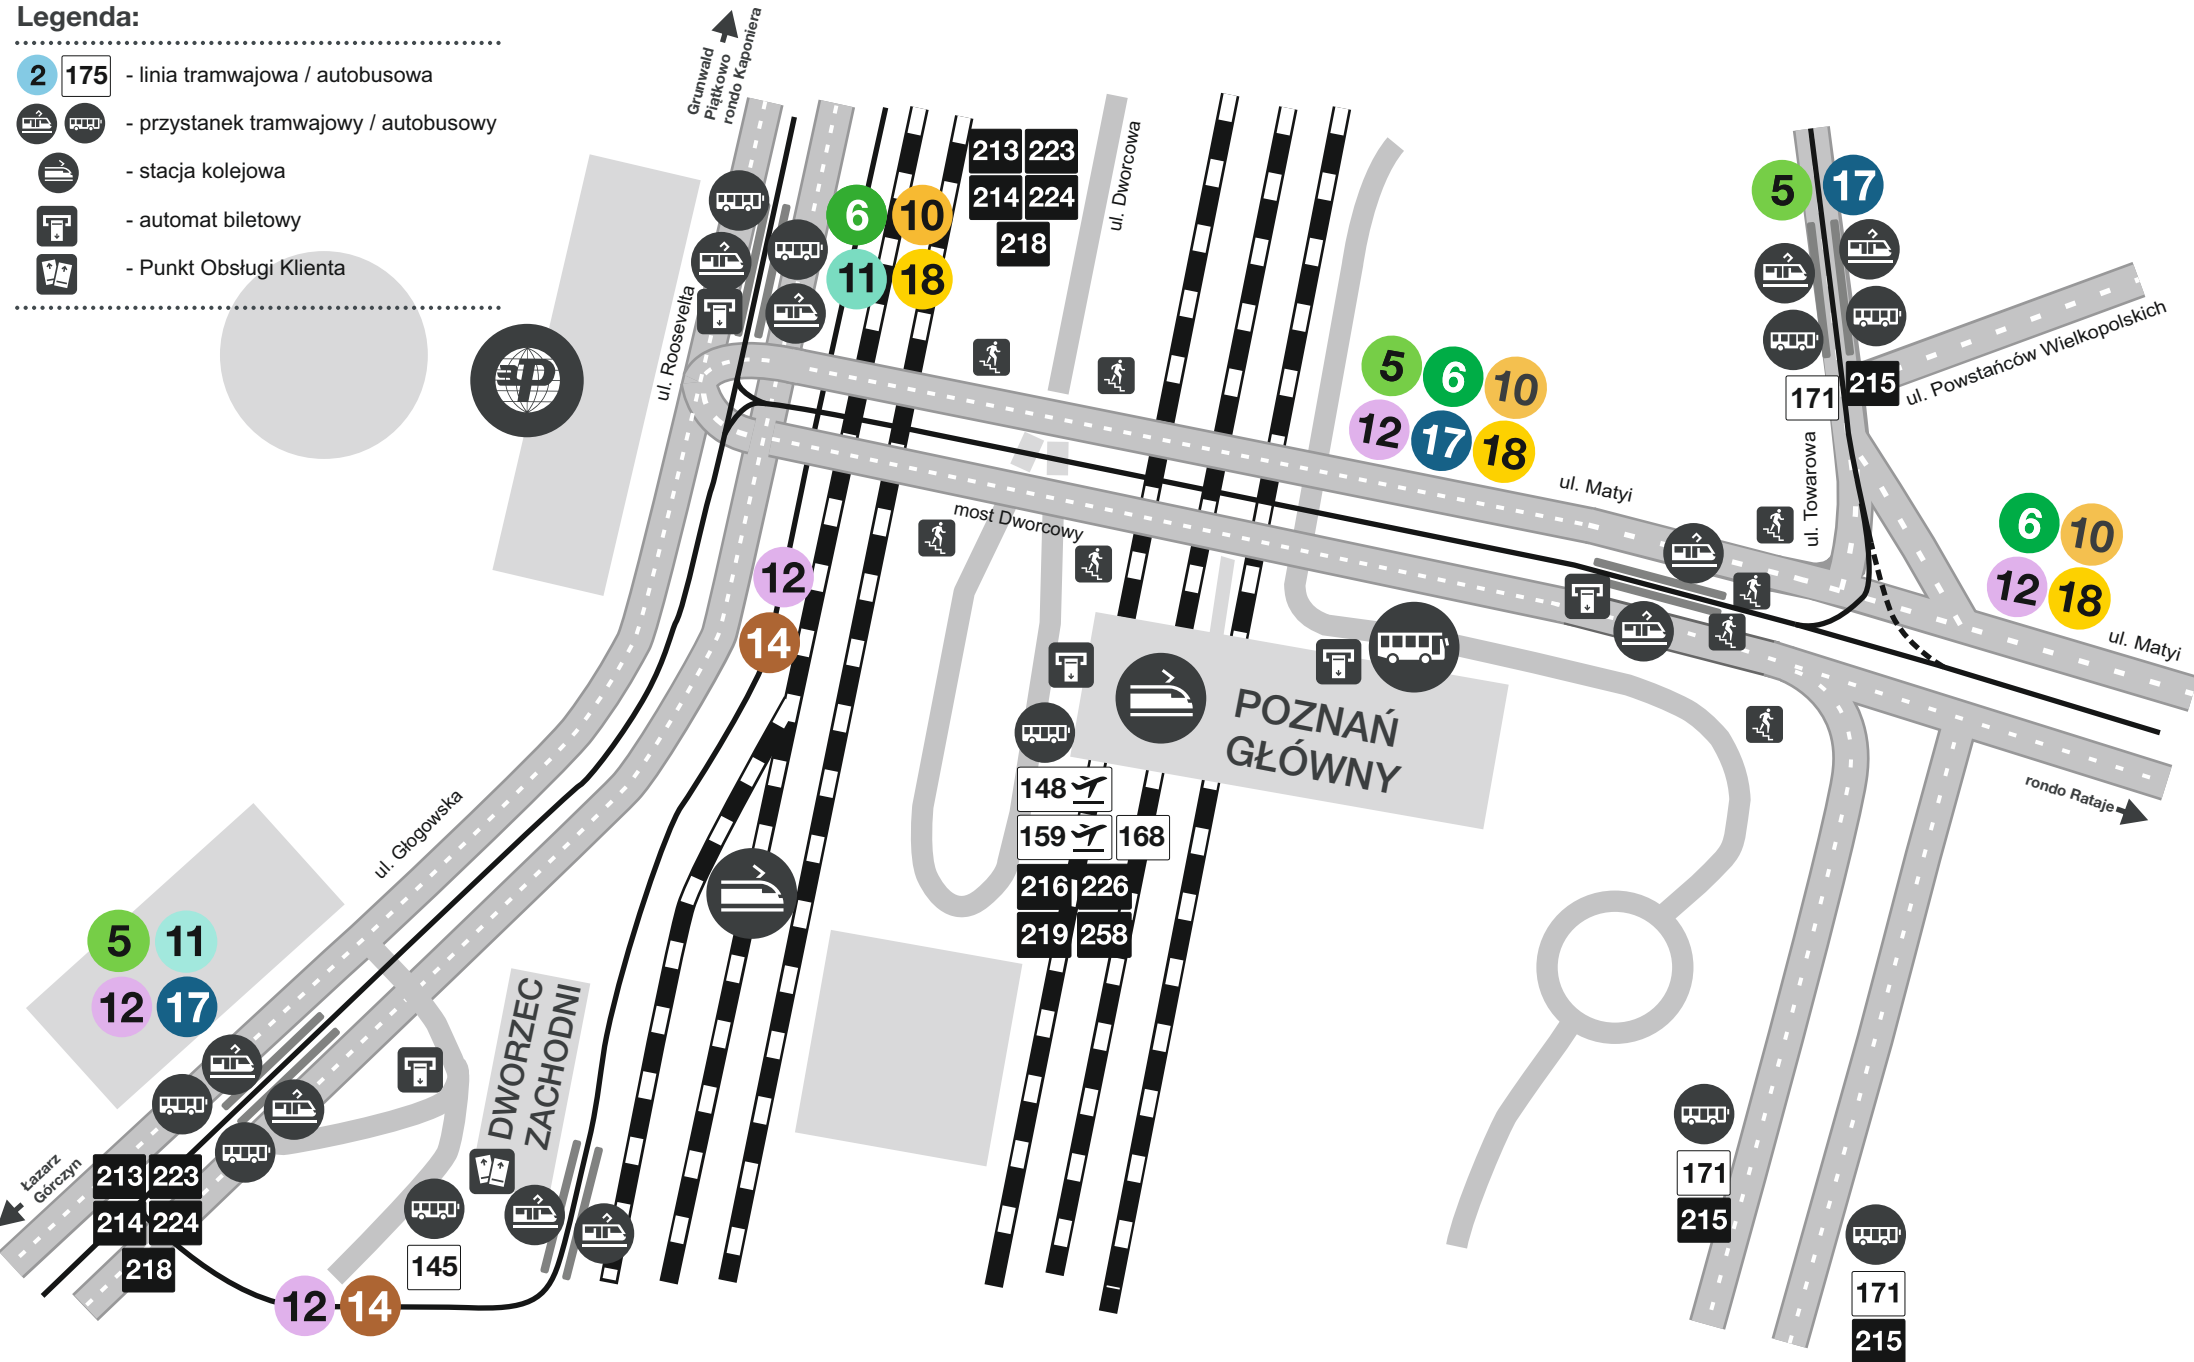 Legenda:
2 175 - linia tramwajowa / autobusowa
- przystanek tramwajowy / autobusowy
- stacja kolejowa
- automat biletowy
- Punkt Obsługi Klienta
Grunwald
Piątkowo
rondo Kaponiera
213 223
214 224
218
6 10
11 18
ul. Dworcowa
ul. Roosevelta
5 17
ul. Powstańców Wielkopolskich
171 215
ul. Towarowa
5 6 10
12 17 18
ul. Matyi
most Dworcowy
6 10
12 18
ul. Matyi
rondo Rataje
12
14
POZNAŃ
GŁÓWNY
148
159 168
216 226
219 258
ul. Głogowska
5 11
12 17
DWORZEC
ZACHODNI
Łazarz
Górczyn
213 223
214 224
218
145
12 14
171
215
171
215